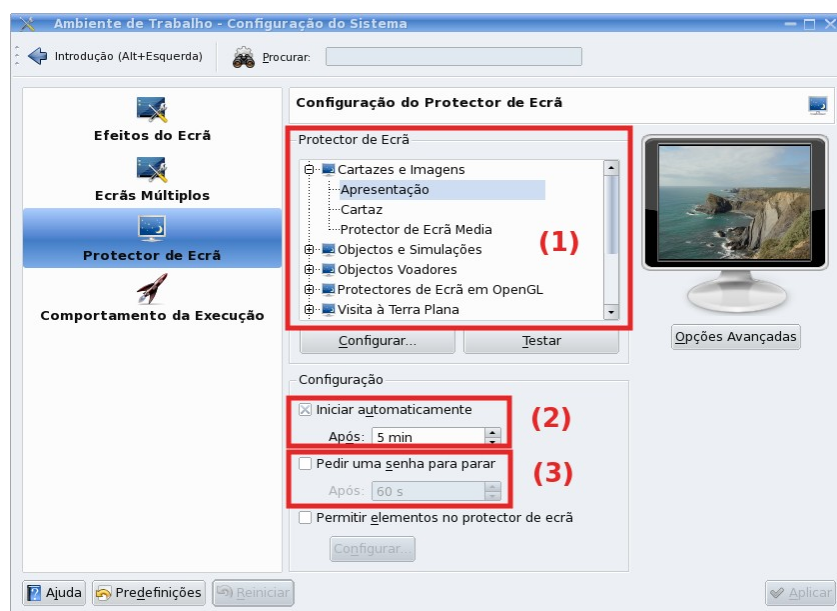 Ambiente de Trabalho - Configuração do Sistema
Introdução (Alt+Esquerda)
Procurar:
Efeitos do Ecrã
Ecrãs Múltiplos
Protector de Ecrã
Comportamento da Execução
Configuração do Protector de Ecrã
Protector de Ecrã
Cartazes e Imagens
Apresentação
Cartaz
Protector de Ecrã Media
Objectos e Simulações
Objectos Voadores
Protectores de Ecrã em OpenGL
Visita à Terra Plana
(1)
Configurar...
Testar
Opções Avançadas
Configuração
Iniciar automaticamente
Após: 5 min
(2)
Pedir uma senha para parar
Após: 60 s
(3)
Permitir elementos no protector de ecrã
Configurar...
Ajuda
Predefinições
Reiniciar
Aplicar